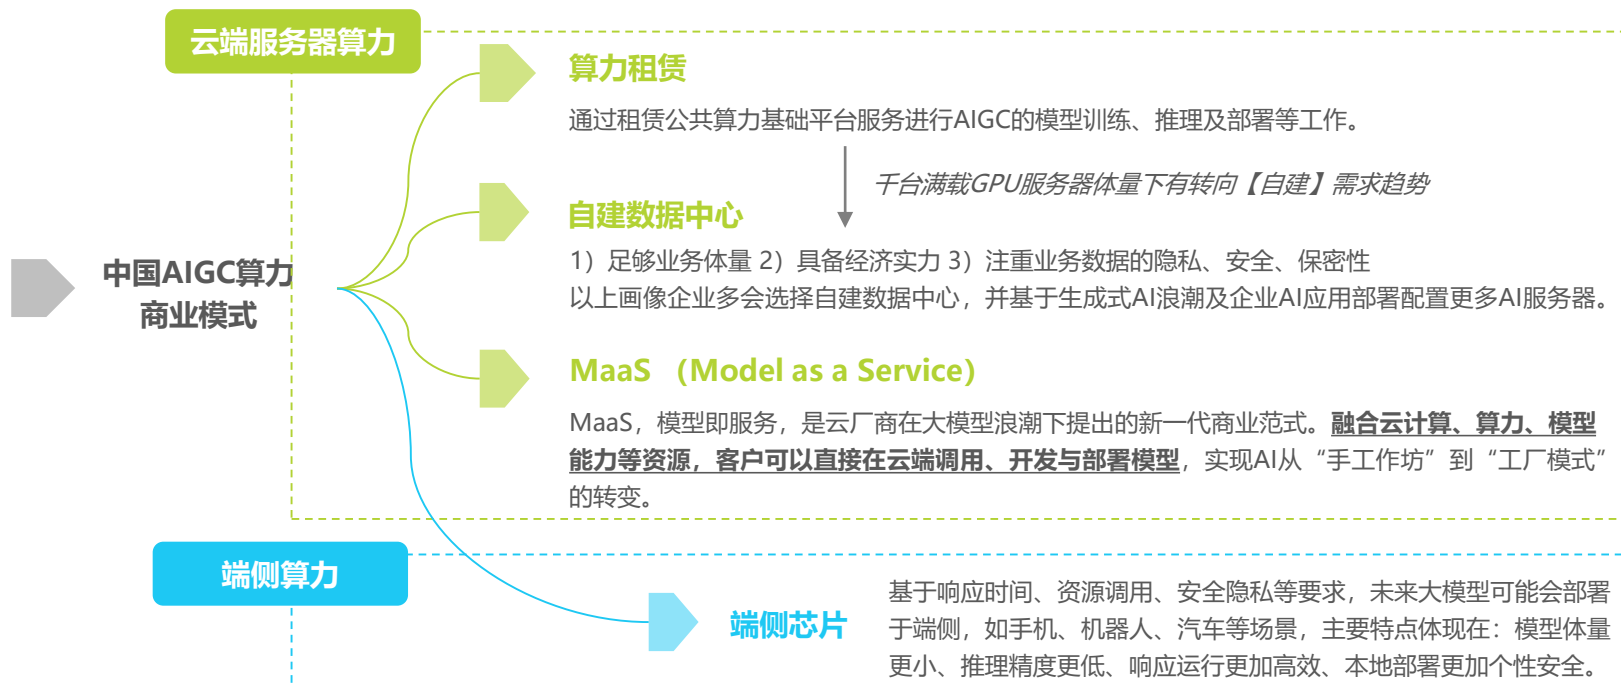 云端服务器算力
算力租赁
通过租赁公共算力基础平台服务进行AIGC的模型训练、推理及部署等工作。
千台满载GPU服务器体量下有转向【自建】需求趋势
自建数据中心
1）足够业务体量 2）具备经济实力 3）注重业务数据的隐私、安全、保密性
以上画像企业多会选择自建数据中心，并基于生成式AI浪潮及企业AI应用部署配置更多AI服务器。
中国AIGC算力
商业模式
MaaS （Model as a Service）
MaaS，模型即服务，是云厂商在大模型浪潮下提出的新一代商业范式。融合云计算、算力、模型
能力等资源，客户可以直接在云端调用、开发与部署模型，实现AI从“手工作坊”到“工厂模式”
的转变。
端侧算力
端侧芯片
基于响应时间、资源调用、安全隐私等要求，未来大模型可能会部署
于端侧，如手机、机器人、汽车等场景，主要特点体现在：模型体量
更小、推理精度更低、响应运行更加高效、本地部署更加个性安全。